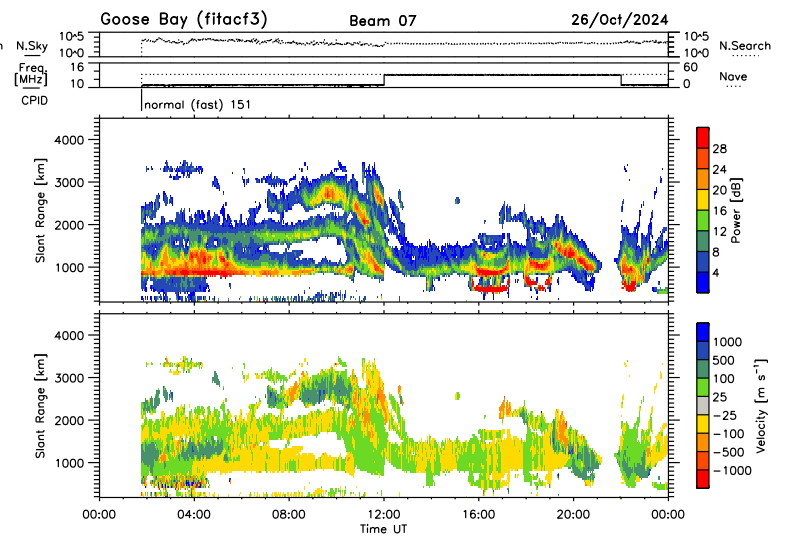 Goose Bay (fitacf3) Beam 07 26/Oct/2024
n N.Sky 10^5 10^0 10^5 10^0 N.Search
Freq. [MHz] 16 10 60 0 Nave
CPID normal (fast) 151
Slant Range [km]
4000
3000
2000
1000
28
24
20
16
12
8
4
Power [dB]
Slant Range [km]
4000
3000
2000
1000
1000
500
100
25
−25
−100
−500
−1000
Velocity [m s⁻¹]
00:00 04:00 08:00 12:00 16:00 20:00 00:00
Time UT